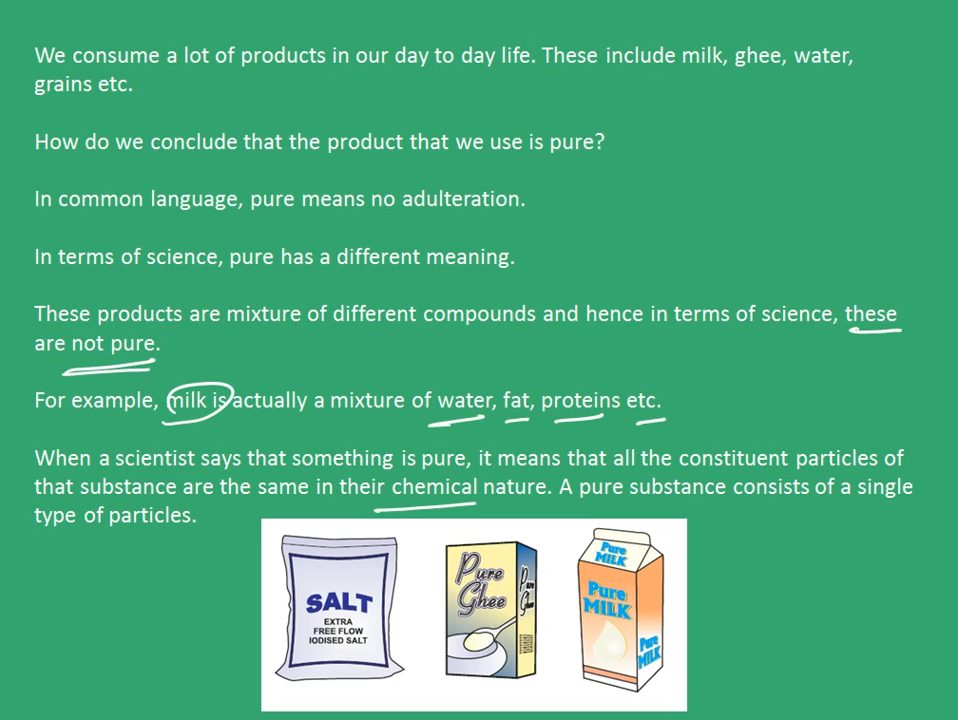 We consume a lot of products in our day to day life. These include milk, ghee, water,
grains etc.
How do we conclude that the product that we use is pure?
In common language, pure means no adulteration.
In terms of science, pure has a different meaning.
These products are mixture of different compounds and hence in terms of science, these
are not pure.
For example, milk is actually a mixture of water, fat, proteins etc.
When a scientist says that something is pure, it means that all the constituent particles of
that substance are the same in their chemical nature. A pure substance consists of a single
type of particles.
SALT
EXTRA
FREE FLOW
IODISED SALT
Pure
Ghee
Pure
Ghee
Pure
MILK
Pure
MILK
Pure
MILK